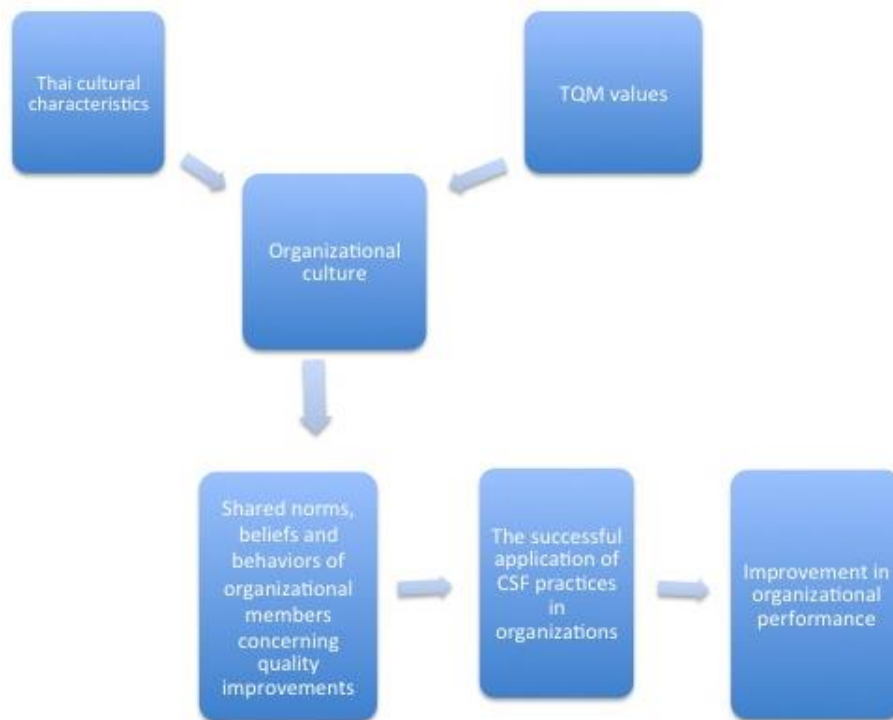 Thai cultural
characteristics
TQM values
Organizational
culture
Shared norms,
beliefs and
behaviors of
organizational
members
concerning
quality
improvements
The successful
application of
CSF practices
in
organizations
Improvement in
organizational
performance